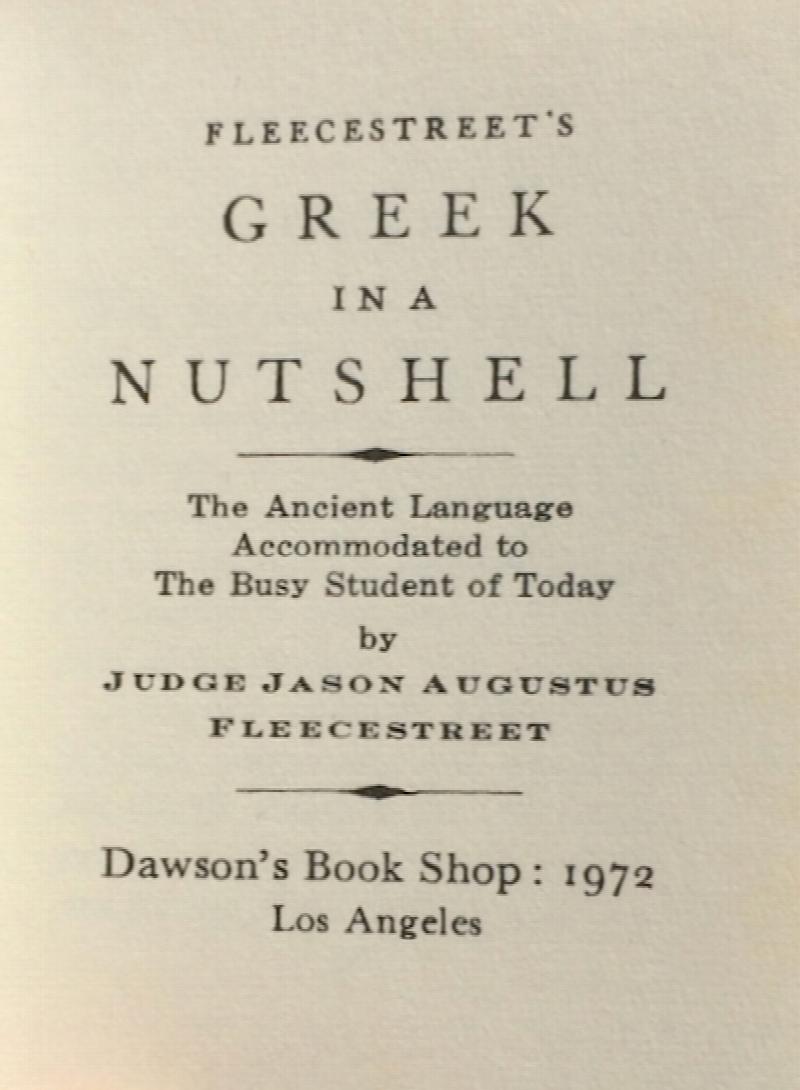 FLEECESTREET'S
GREEK
IN A
NUTSHELL
The Ancient Language
Accommodated to
The Busy Student of Today
by
JUDGE JASON AUGUSTUS
FLEECESTREET
Dawson's Book Shop: 1972
Los Angeles